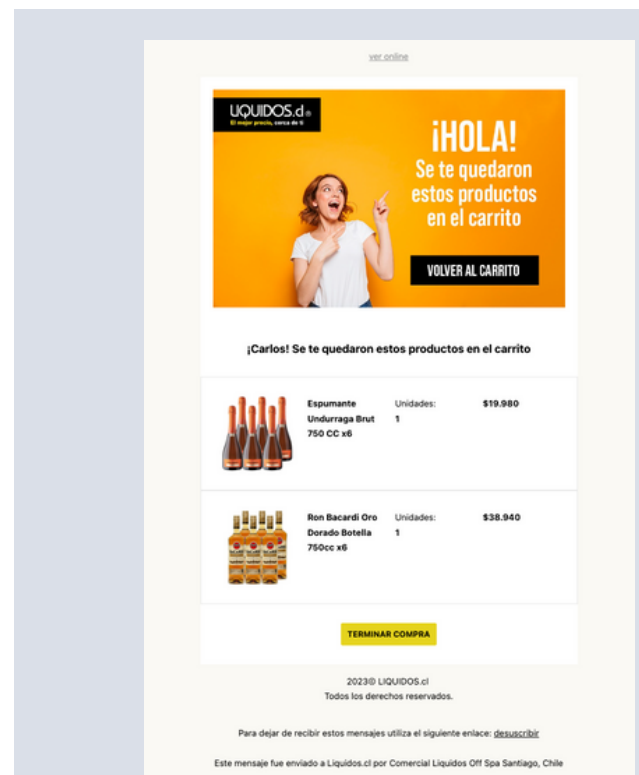 ver online
LIQUIDOS.cl®
El mejor precio, cerca de ti
¡HOLA!
Se te quedaron
estos productos
en el carrito
VOLVER AL CARRITO
¡Carlos! Se te quedaron estos productos en el carrito
Espumante Unidades: $19.980
Undurraga Brut 1
750 CC x6
Ron Bacardi Oro Unidades: $38.940
Dorado Botella 1
750cc x6
TERMINAR COMPRA
2023® LIQUIDOS.cl
Todos los derechos reservados.
Para dejar de recibir estos mensajes utiliza el siguiente enlace: desuscribir
Este mensaje fue enviado a Liquidos.cl por Comercial Liquidos Off Spa Santiago, Chile